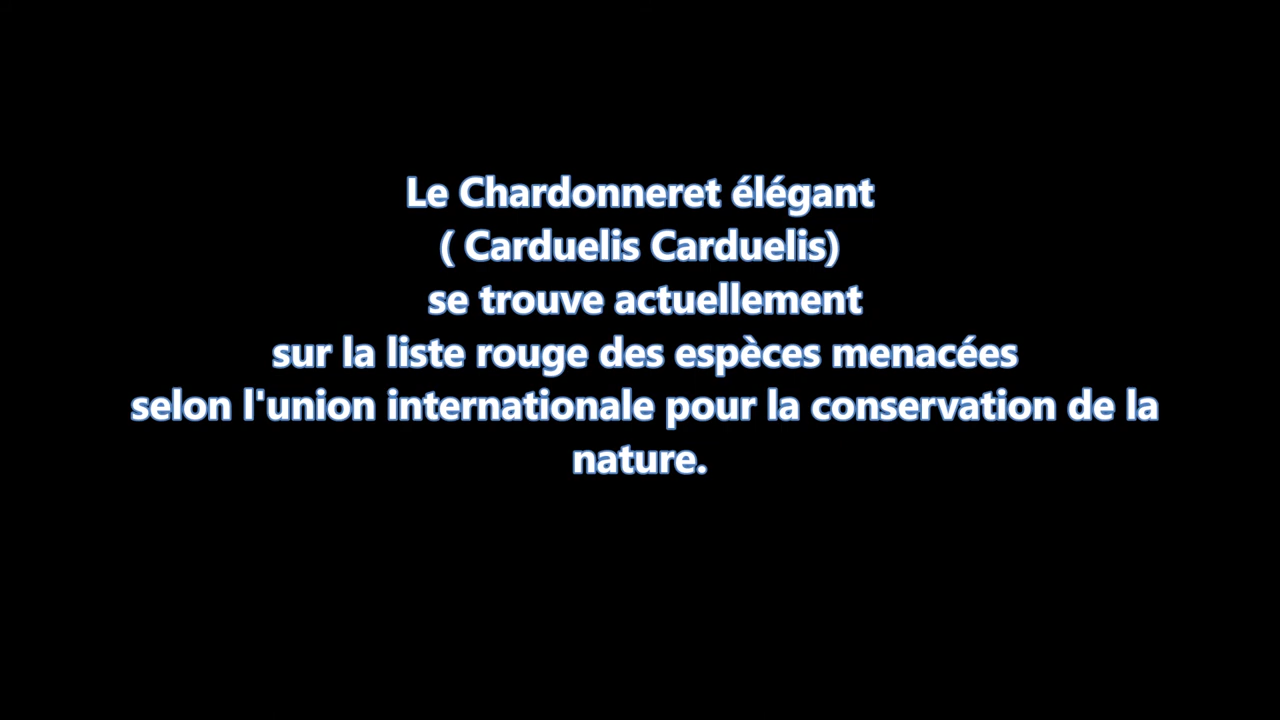 Le Chardonneret élégant
( Carduelis Carduelis)
se trouve actuellement
sur la liste rouge des espèces menacées
selon l'union internationale pour la conservation de la
nature.